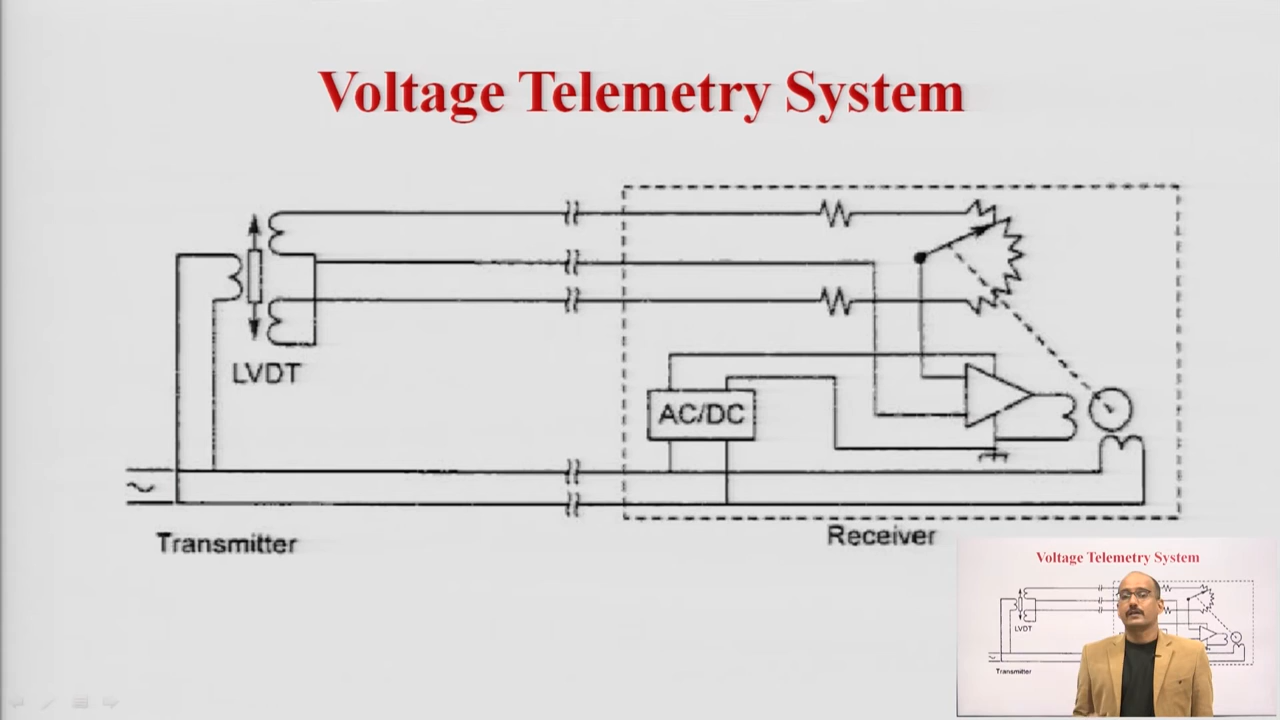 Voltage Telemetry System
LVDT
AC/DC
Transmitter
Receiver
Voltage Telemetry System
LVDT
Transmitter